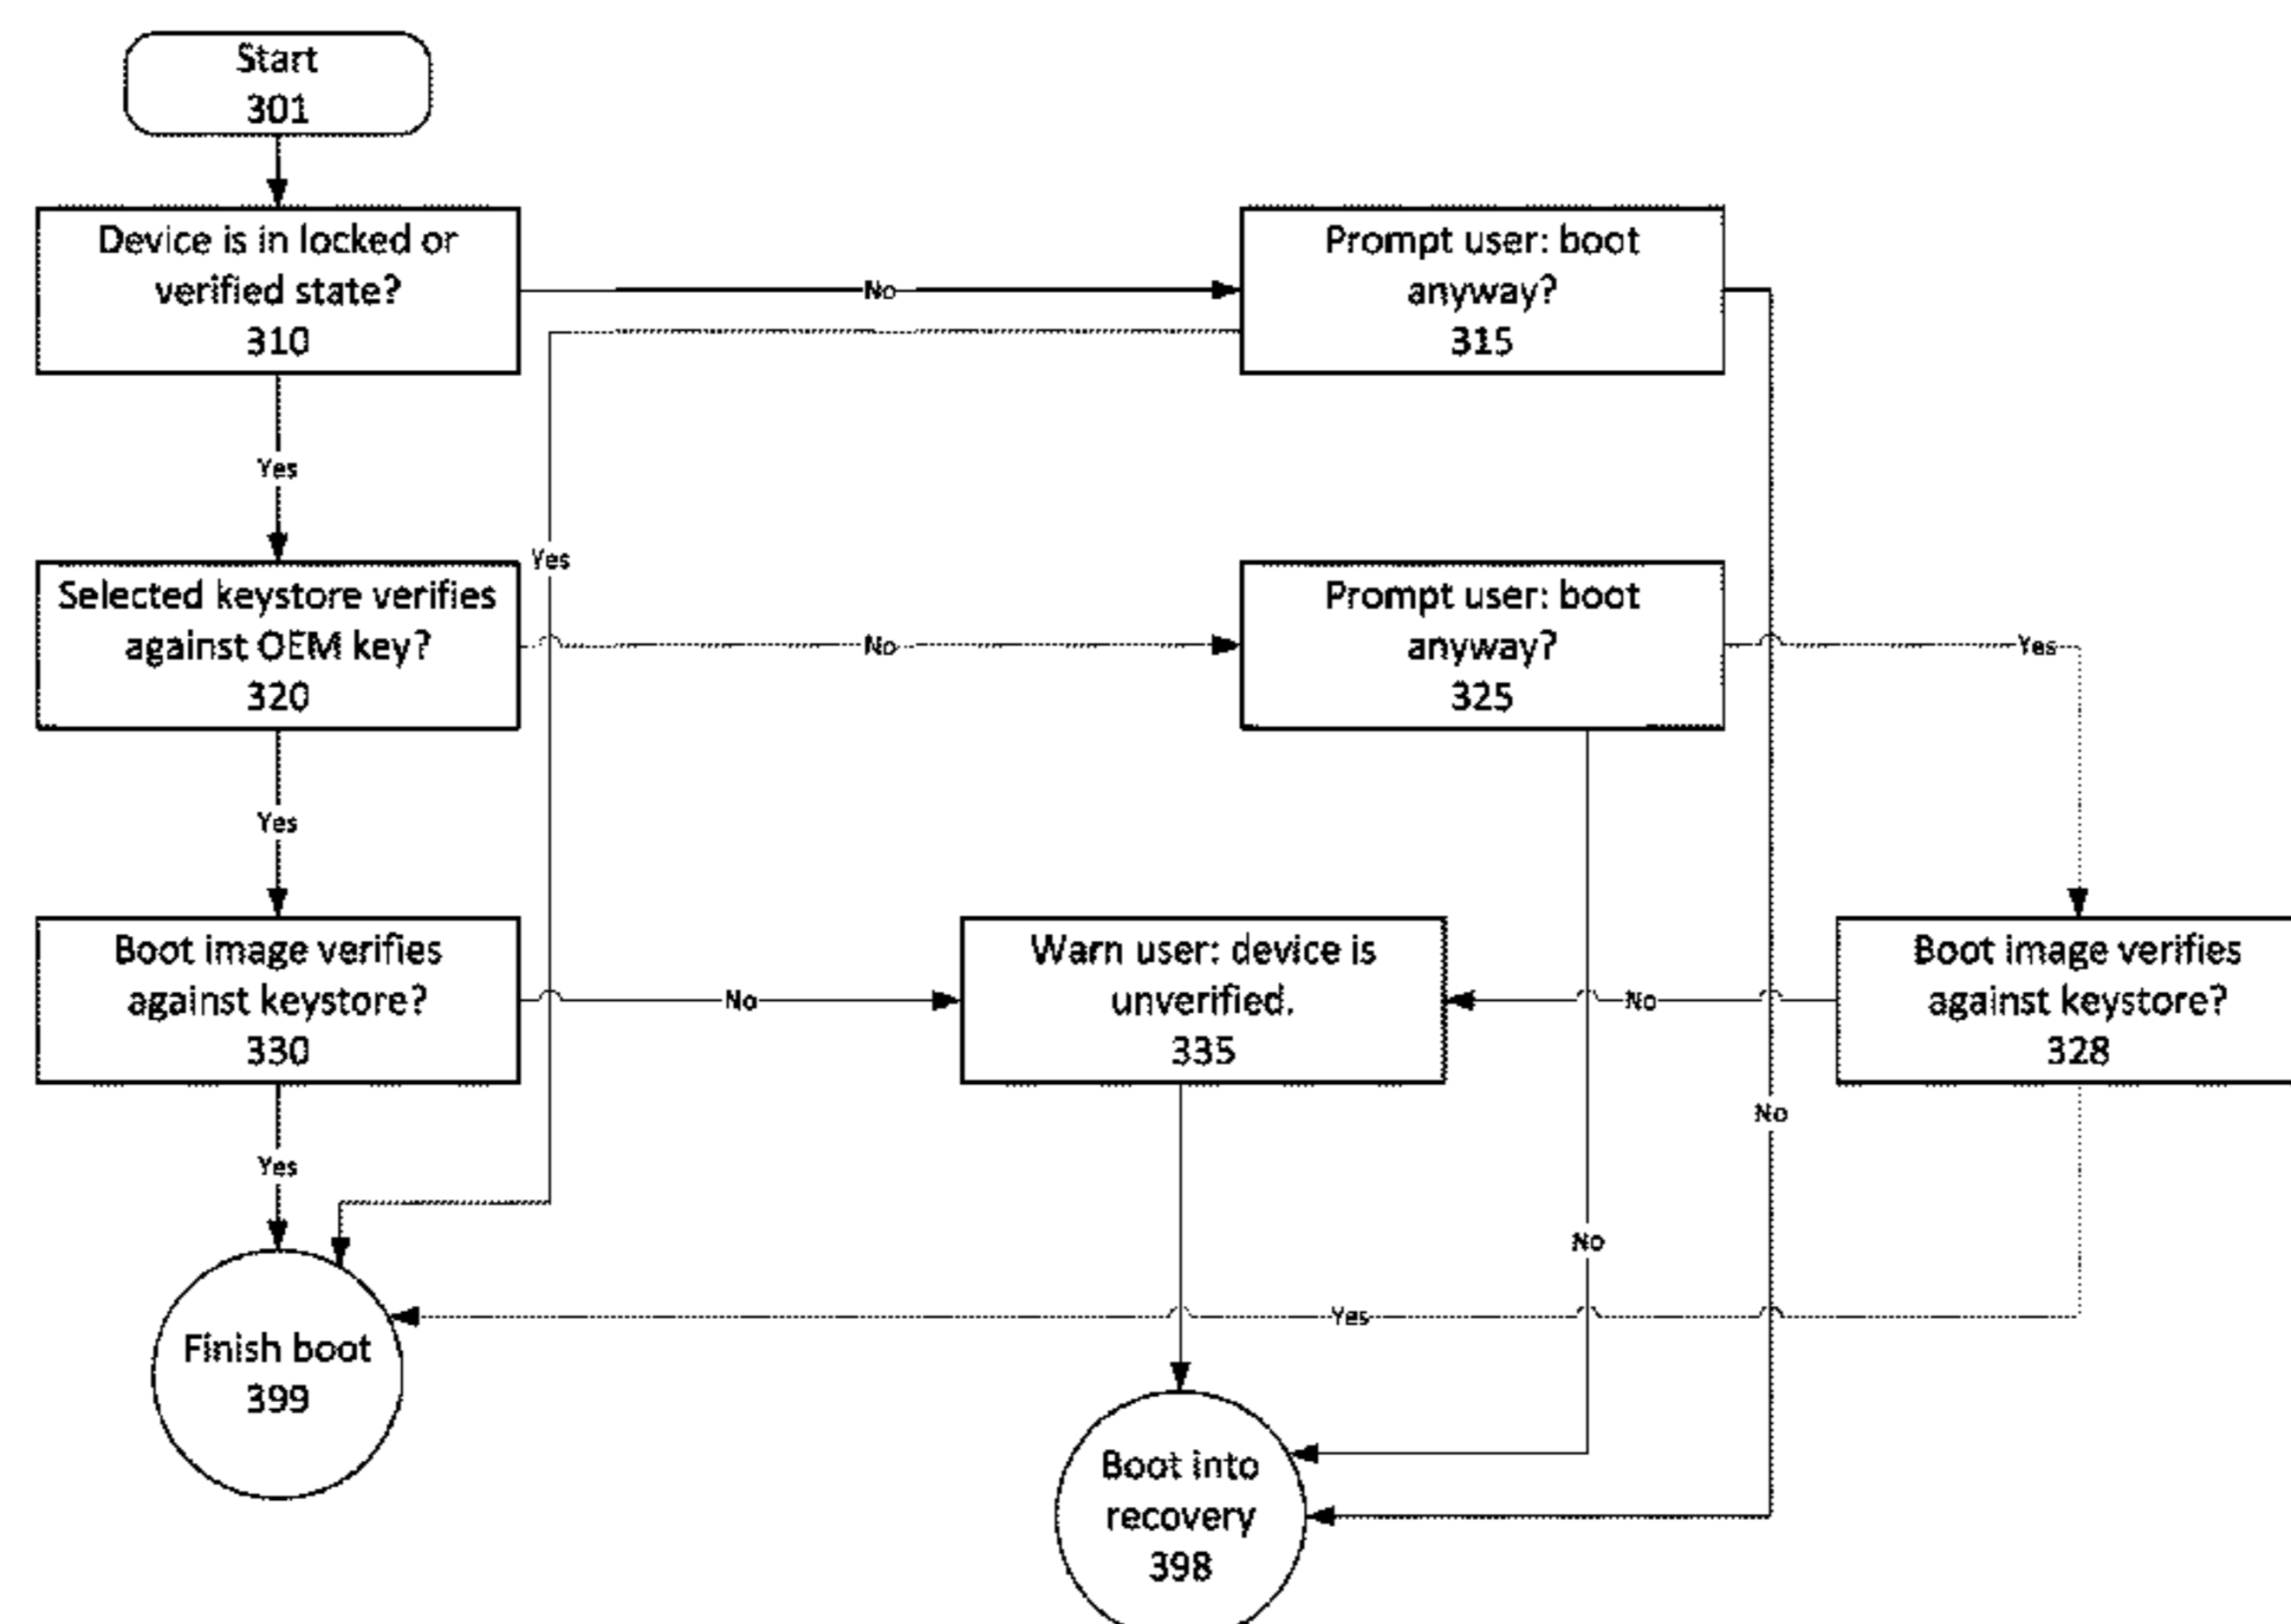 Start
301
Device is in locked or
verified state?
310
No
Prompt user: boot
anyway?
315
Yes
Yes
Selected keystore verifies
against OEM key?
320
No
Prompt user: boot
anyway?
325
Yes
Yes
Boot image verifies
against keystore?
330
No
Warn user: device is
unverified.
335
No
Boot image verifies
against keystore?
328
No
Yes
No
Yes
Finish boot
399
Boot into
recovery
398